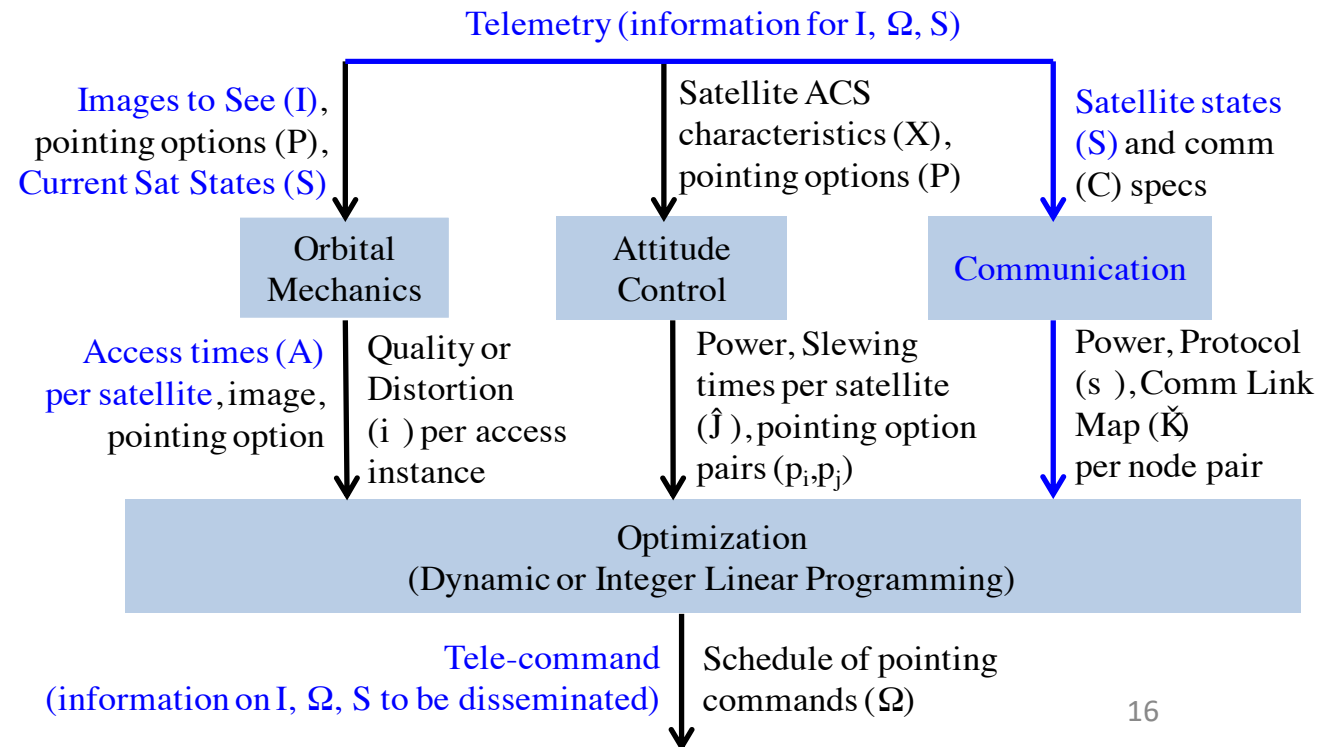 Telemetry (information for I, Ω, S)
Images to See (I),
pointing options (P),
Current Sat States (S)
Satellite ACS
characteristics (X),
pointing options (P)
Satellite states
(S) and comm
(C) specs
Orbital
Mechanics
Attitude
Control
Communication
Access times (A)
per satellite, image,
pointing option
Quality or
Distortion
(i ) per access
instance
Power, Slewing
times per satellite
(Ĵ ), pointing option
pairs (pᵢ,pⱼ)
Power, Protocol
(s ), Comm Link
Map (Ǩ)
per node pair
Optimization
(Dynamic or Integer Linear Programming)
Tele-command
(information on I, Ω, S to be disseminated)
Schedule of pointing
commands (Ω)
16